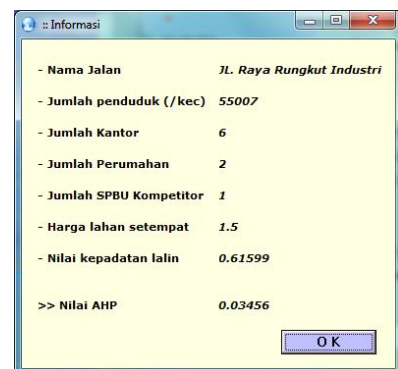 :: Informasi
- Nama Jalan JL. Raya Rungkut Industri
- Jumlah penduduk (/kec) 55007
- Jumlah Kantor 6
- Jumlah Perumahan 2
- Jumlah SPBU Kompetitor 1
- Harga lahan setempat 1.5
- Nilai kepadatan lalin 0.61599
>> Nilai AHP 0.03456
O K